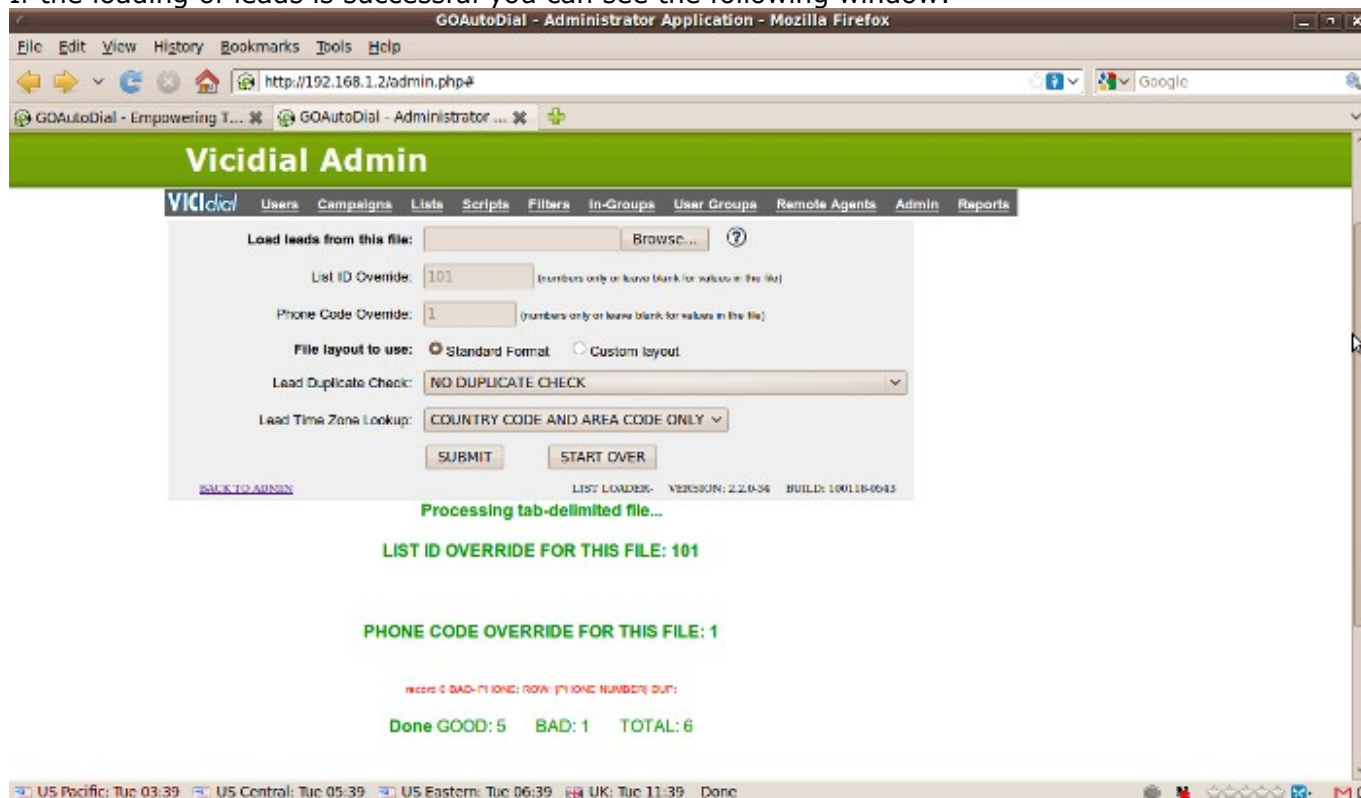 If the loading of leads is successful you can see the following window:
GOAutoDial - Administrator Application - Mozilla Firefox
File Edit View History Bookmarks Tools Help
http://192.168.1.2/admin.php# Google
GOAutoDial - Empowering T... GOAutoDial - Administrator ...
Vicidial Admin
VICIdial Users Campaigns Lists Scripts Filters In-Groups User Groups Remote Agents Admin Reports
Load leads from this file: Browse... ?
List ID Override: 101 (numbers only or leave blank for values in the file)
Phone Code Override: 1 (numbers only or leave blank for values in the file)
File layout to use: Standard Format Custom layout
Lead Duplicate Check: NO DUPLICATE CHECK
Lead Time Zone Lookup: COUNTRY CODE AND AREA CODE ONLY
SUBMIT START OVER
BACK TO ADMIN LIST LOADER- VERSION: 2.2.0-34 BUILD: 100118-0543
Processing tab-delimited file...
LIST ID OVERRIDE FOR THIS FILE: 101
PHONE CODE OVERRIDE FOR THIS FILE: 1
record 0 BAD- PHONE: ROW: |PHONE NUMBER| DUP:
Done GOOD: 5 BAD: 1 TOTAL: 6
US Pacific: Tue 03:39 US Central: Tue 05:39 US Eastern: Tue 06:39 UK: Tue 11:39 Done